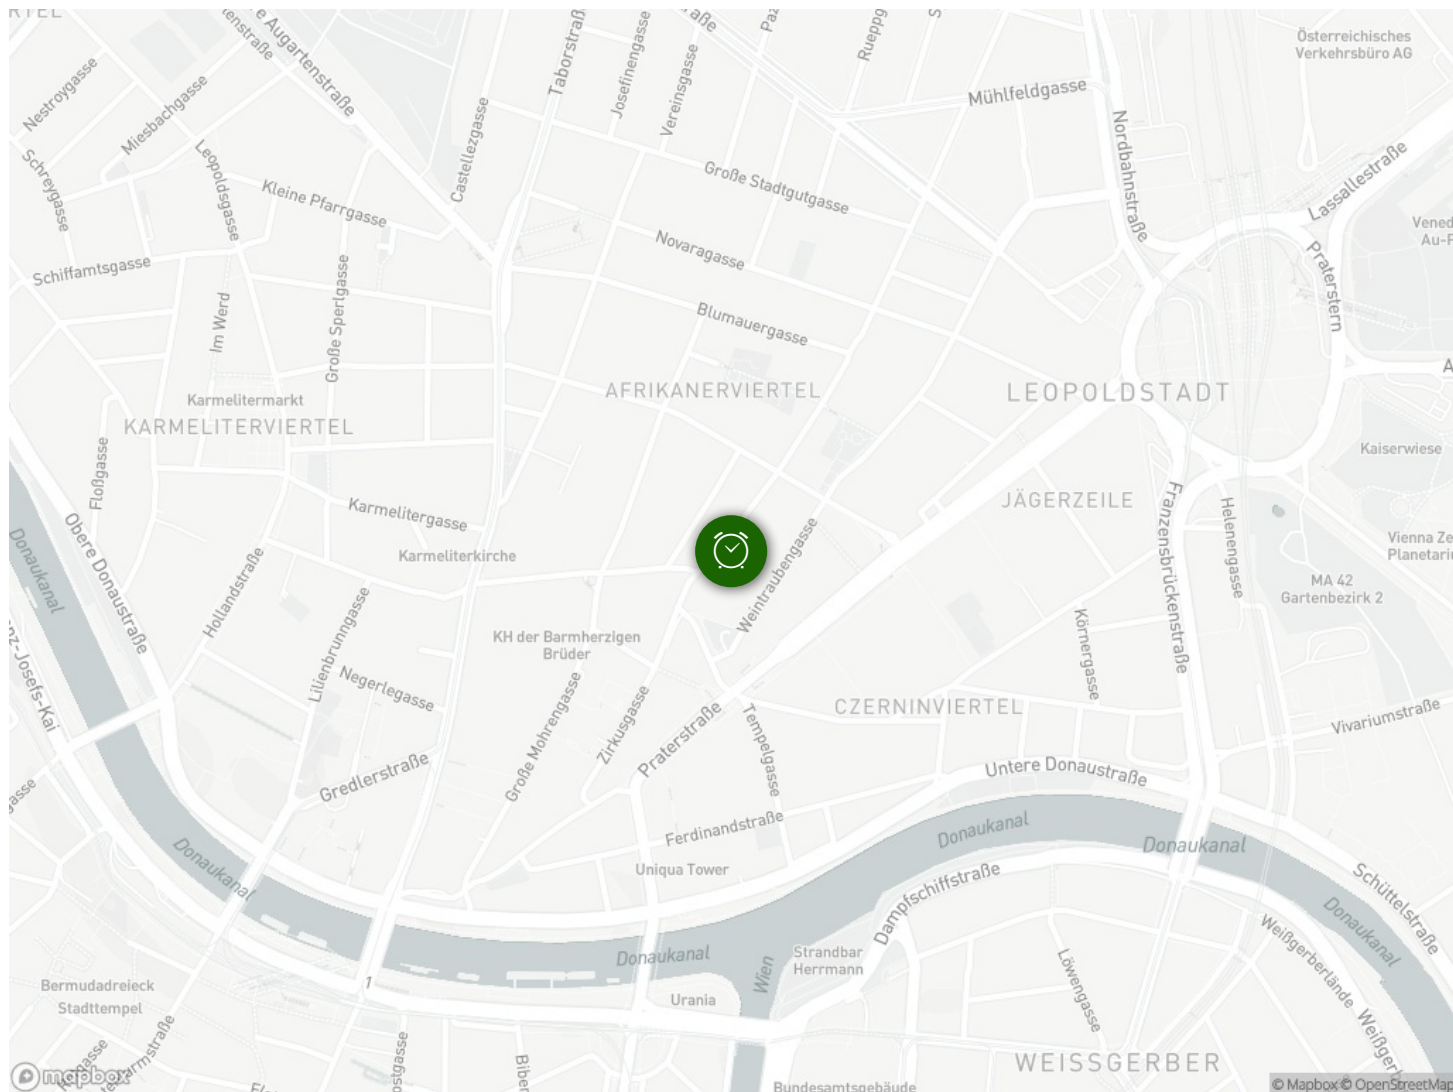 Augartenstraße
Taborstraße
Josefinengasse
Vereinsgasse
Österreichisches
Verkehrsbüro AG
Nestroygasse
Miesbachgasse
Mühlfeldgasse
Nordbahnstraße
Lassallestraße
Schreygasse
Leopoldsgasse
Castellezgasse
Kleine Pfarrgasse
Große Stadtgutgasse
Novaragasse
Praterstern
Schiffamtsgasse
Im Werd
Große Sperlgasse
Blumauergasse
Karmelitermarkt
AFRIKANERVIERTEL
LEOPOLDSTADT
KARMELITERVIERTEL
Kaiserwiese
Floßgasse
Karmelitergasse
JÄGERZEILE
Franzensbrückenstraße
Helenengasse
Donaukanal
Obere Donaustraße
Karmeliterkirche
Weintraubengasse
MA 42
Gartenbezirk 2
Hollandstraße
Lilienbrunngasse
KH der Barmherzigen
Brüder
Körnergasse
Negerlegasse
Große Mohrengasse
Zirkusgasse
Praterstraße
Tempelgasse
CZERNINVIERTEL
Vivariumstraße
Gredlerstraße
Untere Donaustraße
Ferdinandstraße
Donaukanal
Donaukanal
Donaukanal
Uniqua Tower
Dampfschiffstraße
Schüttelstraße
Donaukanal
Weißgerberlände
Donaukanal
Wien
Strandbar
Herrmann
Löwengasse
1
Urania
Bermudadreieck
Stadttempel
WEISSGERBER
mapbox
© Mapbox © OpenStreetMap